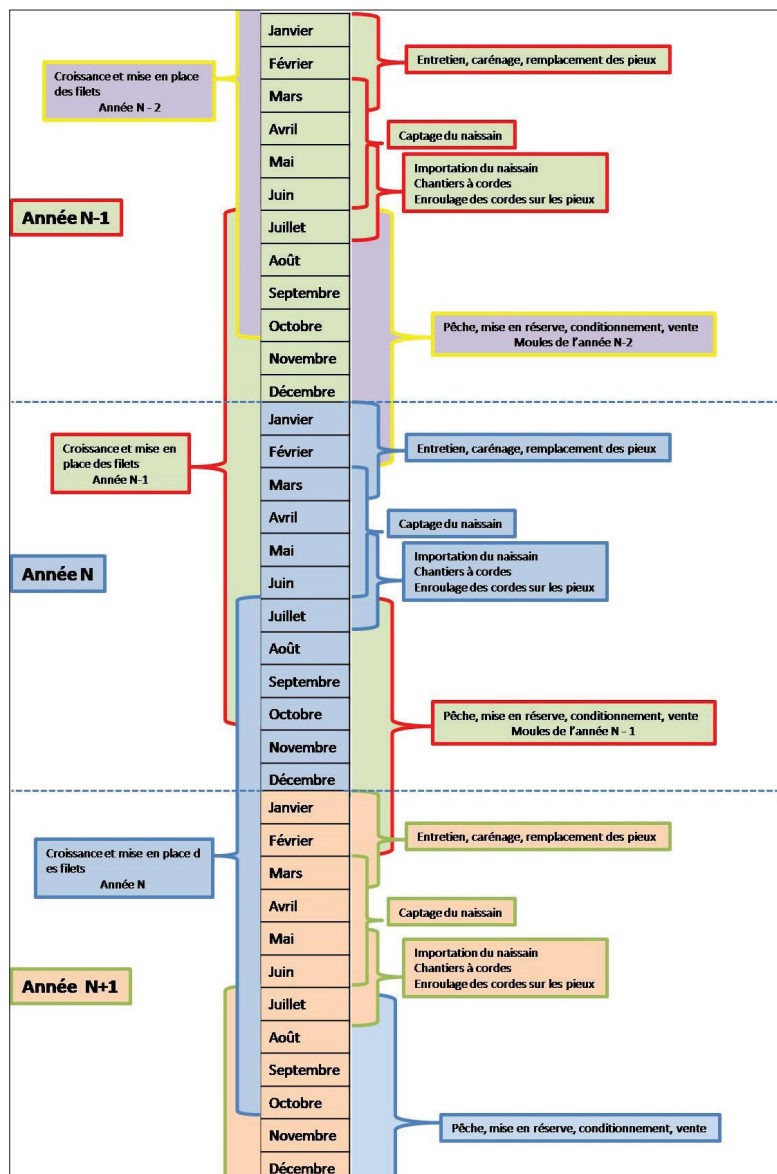 Janvier
Février
Entretien, carénage, remplacement des pieux
Croissance et mise en place
des filets
Année N - 2
Mars
Avril
Captage du naissain
Mai
Importation du naissain
Chantiers à cordes
Enroulage des cordes sur les pieux
Juin
Année N-1
Juillet
Août
Septembre
Octobre
Pêche, mise en réserve, conditionnement, vente
Moules de l'année N-2
Novembre
Décembre
Janvier
Février
Entretien, carénage, remplacement des pieux
Croissance et mise en
place des filets
Année N-1
Mars
Avril
Captage du naissain
Mai
Importation du naissain
Chantiers à cordes
Enroulage des cordes sur les pieux
Année N
Juin
Juillet
Août
Septembre
Octobre
Pêche, mise en réserve, conditionnement, vente
Moules de l'année N - 1
Novembre
Décembre
Janvier
Février
Entretien, carénage, remplacement des pieux
Croissance et mise en place d
es filets
Année N
Mars
Avril
Captage du naissain
Mai
Importation du naissain
Chantiers à cordes
Enroulage des cordes sur les pieux
Juin
Année N+1
Juillet
Août
Septembre
Octobre
Pêche, mise en réserve, conditionnement, vente
Novembre
Décembre